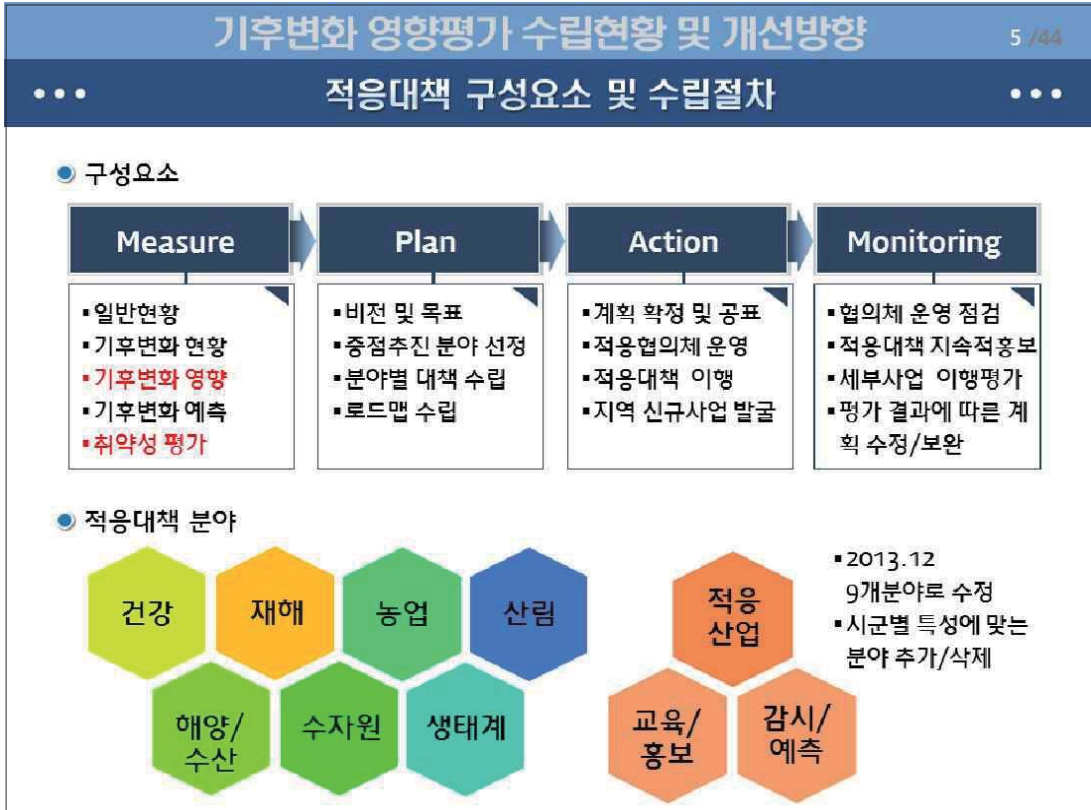 기후변화 영향평가 수립현황 및 개선방향
5 /44
적응대책 구성요소 및 수립절차
구성요소
Measure
▪일반현황
▪기후변화 현황
▪기후변화 영향
▪기후변화 예측
▪취약성 평가
Plan
▪비전 및 목표
▪중점추진 분야 선정
▪분야별 대책 수립
▪로드맵 수립
Action
▪계획 확정 및 공표
▪적응협의체 운영
▪적응대책 이행
▪지역 신규사업 발굴
Monitoring
▪협의체 운영 점검
▪적응대책 지속적홍보
▪세부사업 이행평가
▪평가 결과에 따른 계
획 수정/보완
적응대책 분야
건강
재해
농업
산림
해양/
수산
수자원
생태계
적응
산업
교육/
홍보
감시/
예측
▪2013.12
9개분야로 수정
▪시군별 특성에 맞는
분야 추가/삭제